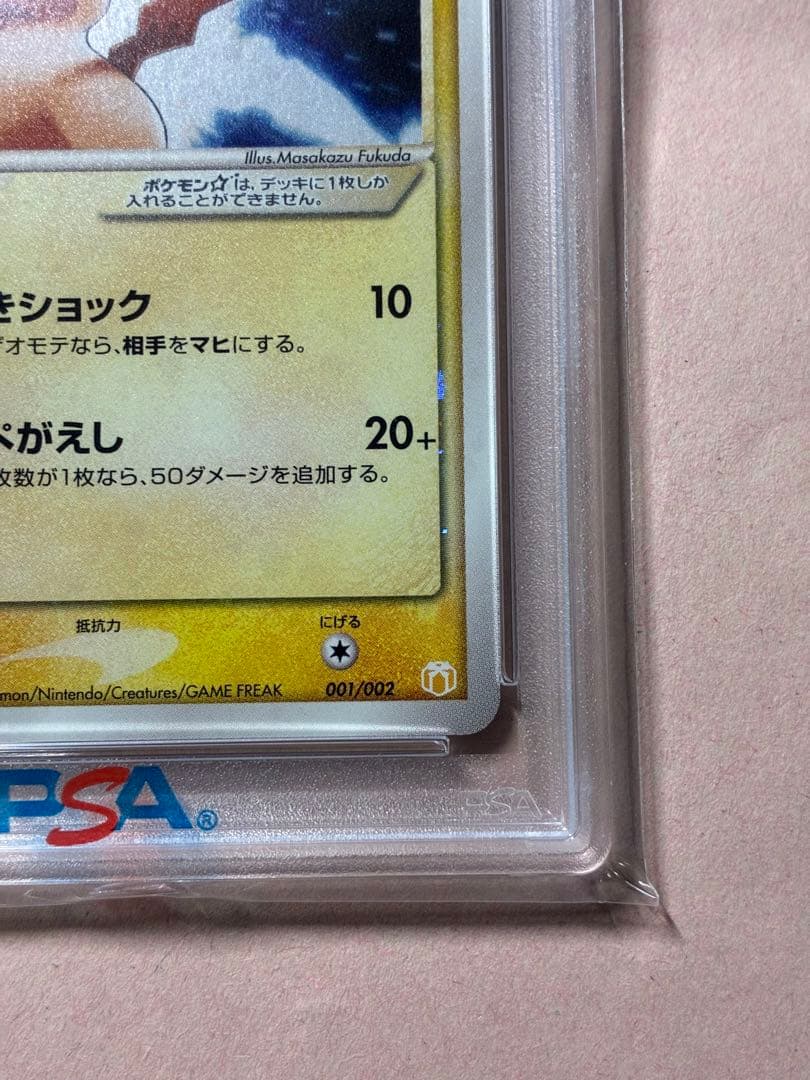 Illus.Masakazu Fukuda
ポケモン☆は、デッキに1枚しか
入れることができません。
きショック 10
オモテなら、相手をマヒにする。
ぺがえし 20+
枚数が1枚なら、50ダメージを追加する。
抵抗力 にげる
mon/Nintendo/Creatures/GAME FREAK 001/002
PSA® PSA